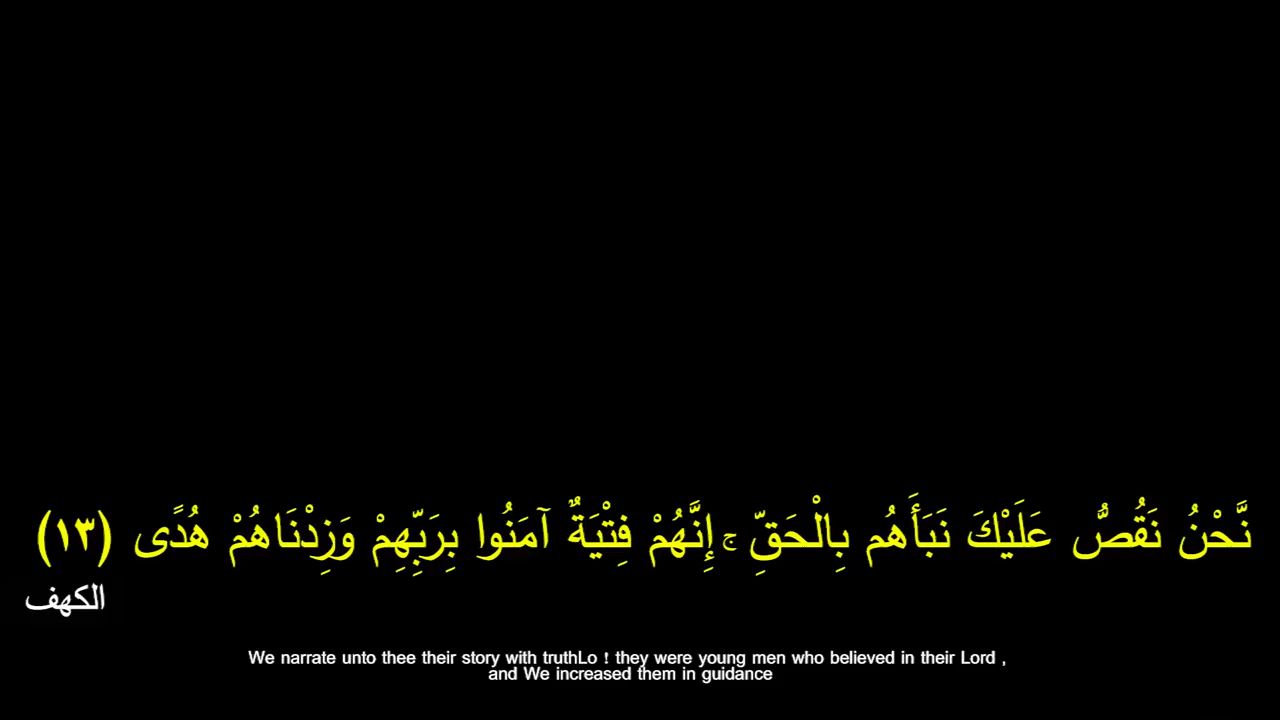 نَّحْنُ نَقُصُّ عَلَيْكَ نَبَأَهُم بِالْحَقِّ ۚ إِنَّهُمْ فِتْيَةٌ آمَنُوا بِرَبِّهِمْ وَزِدْنَاهُمْ هُدًى (١٣)
الكهف
We narrate unto thee their story with truthLo ! they were young men who believed in their Lord ,
and We increased them in guidance